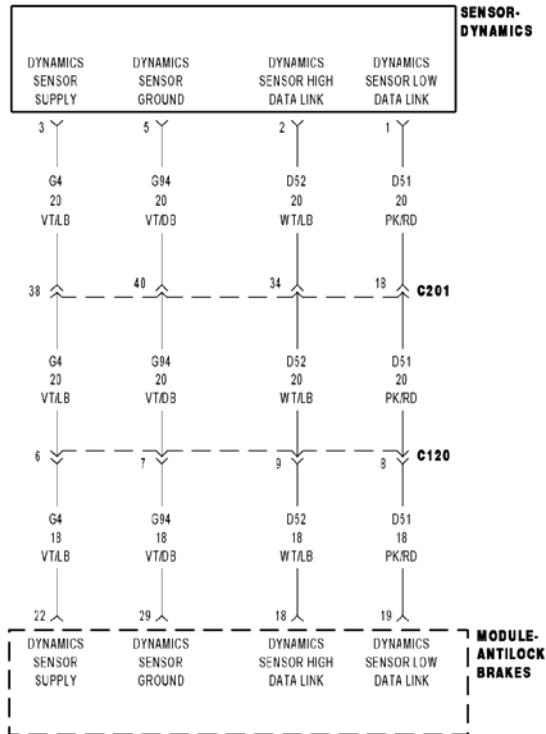 SENSOR-
DYNAMICS
DYNAMICS DYNAMICS DYNAMICS DYNAMICS
SENSOR SENSOR SENSOR HIGH SENSOR LOW
SUPPLY GROUND DATA LINK DATA LINK
3 5 2 1
G4 G94 D52 D51
20 20 20 20
VT/LB VT/DB WT/LB PK/RD
38 40 34 18 C201
G4 G94 D52 D51
20 20 20 20
VT/LB VT/DB WT/LB PK/RD
6 7 9 8 C120
G4 G94 D52 D51
18 18 18 18
VT/LB VT/DB WT/LB PK/RD
22 29 18 19
MODULE-
ANTILOCK
BRAKES
DYNAMICS DYNAMICS DYNAMICS DYNAMICS
SENSOR SENSOR SENSOR HIGH SENSOR LOW
SUPPLY GROUND DATA LINK DATA LINK